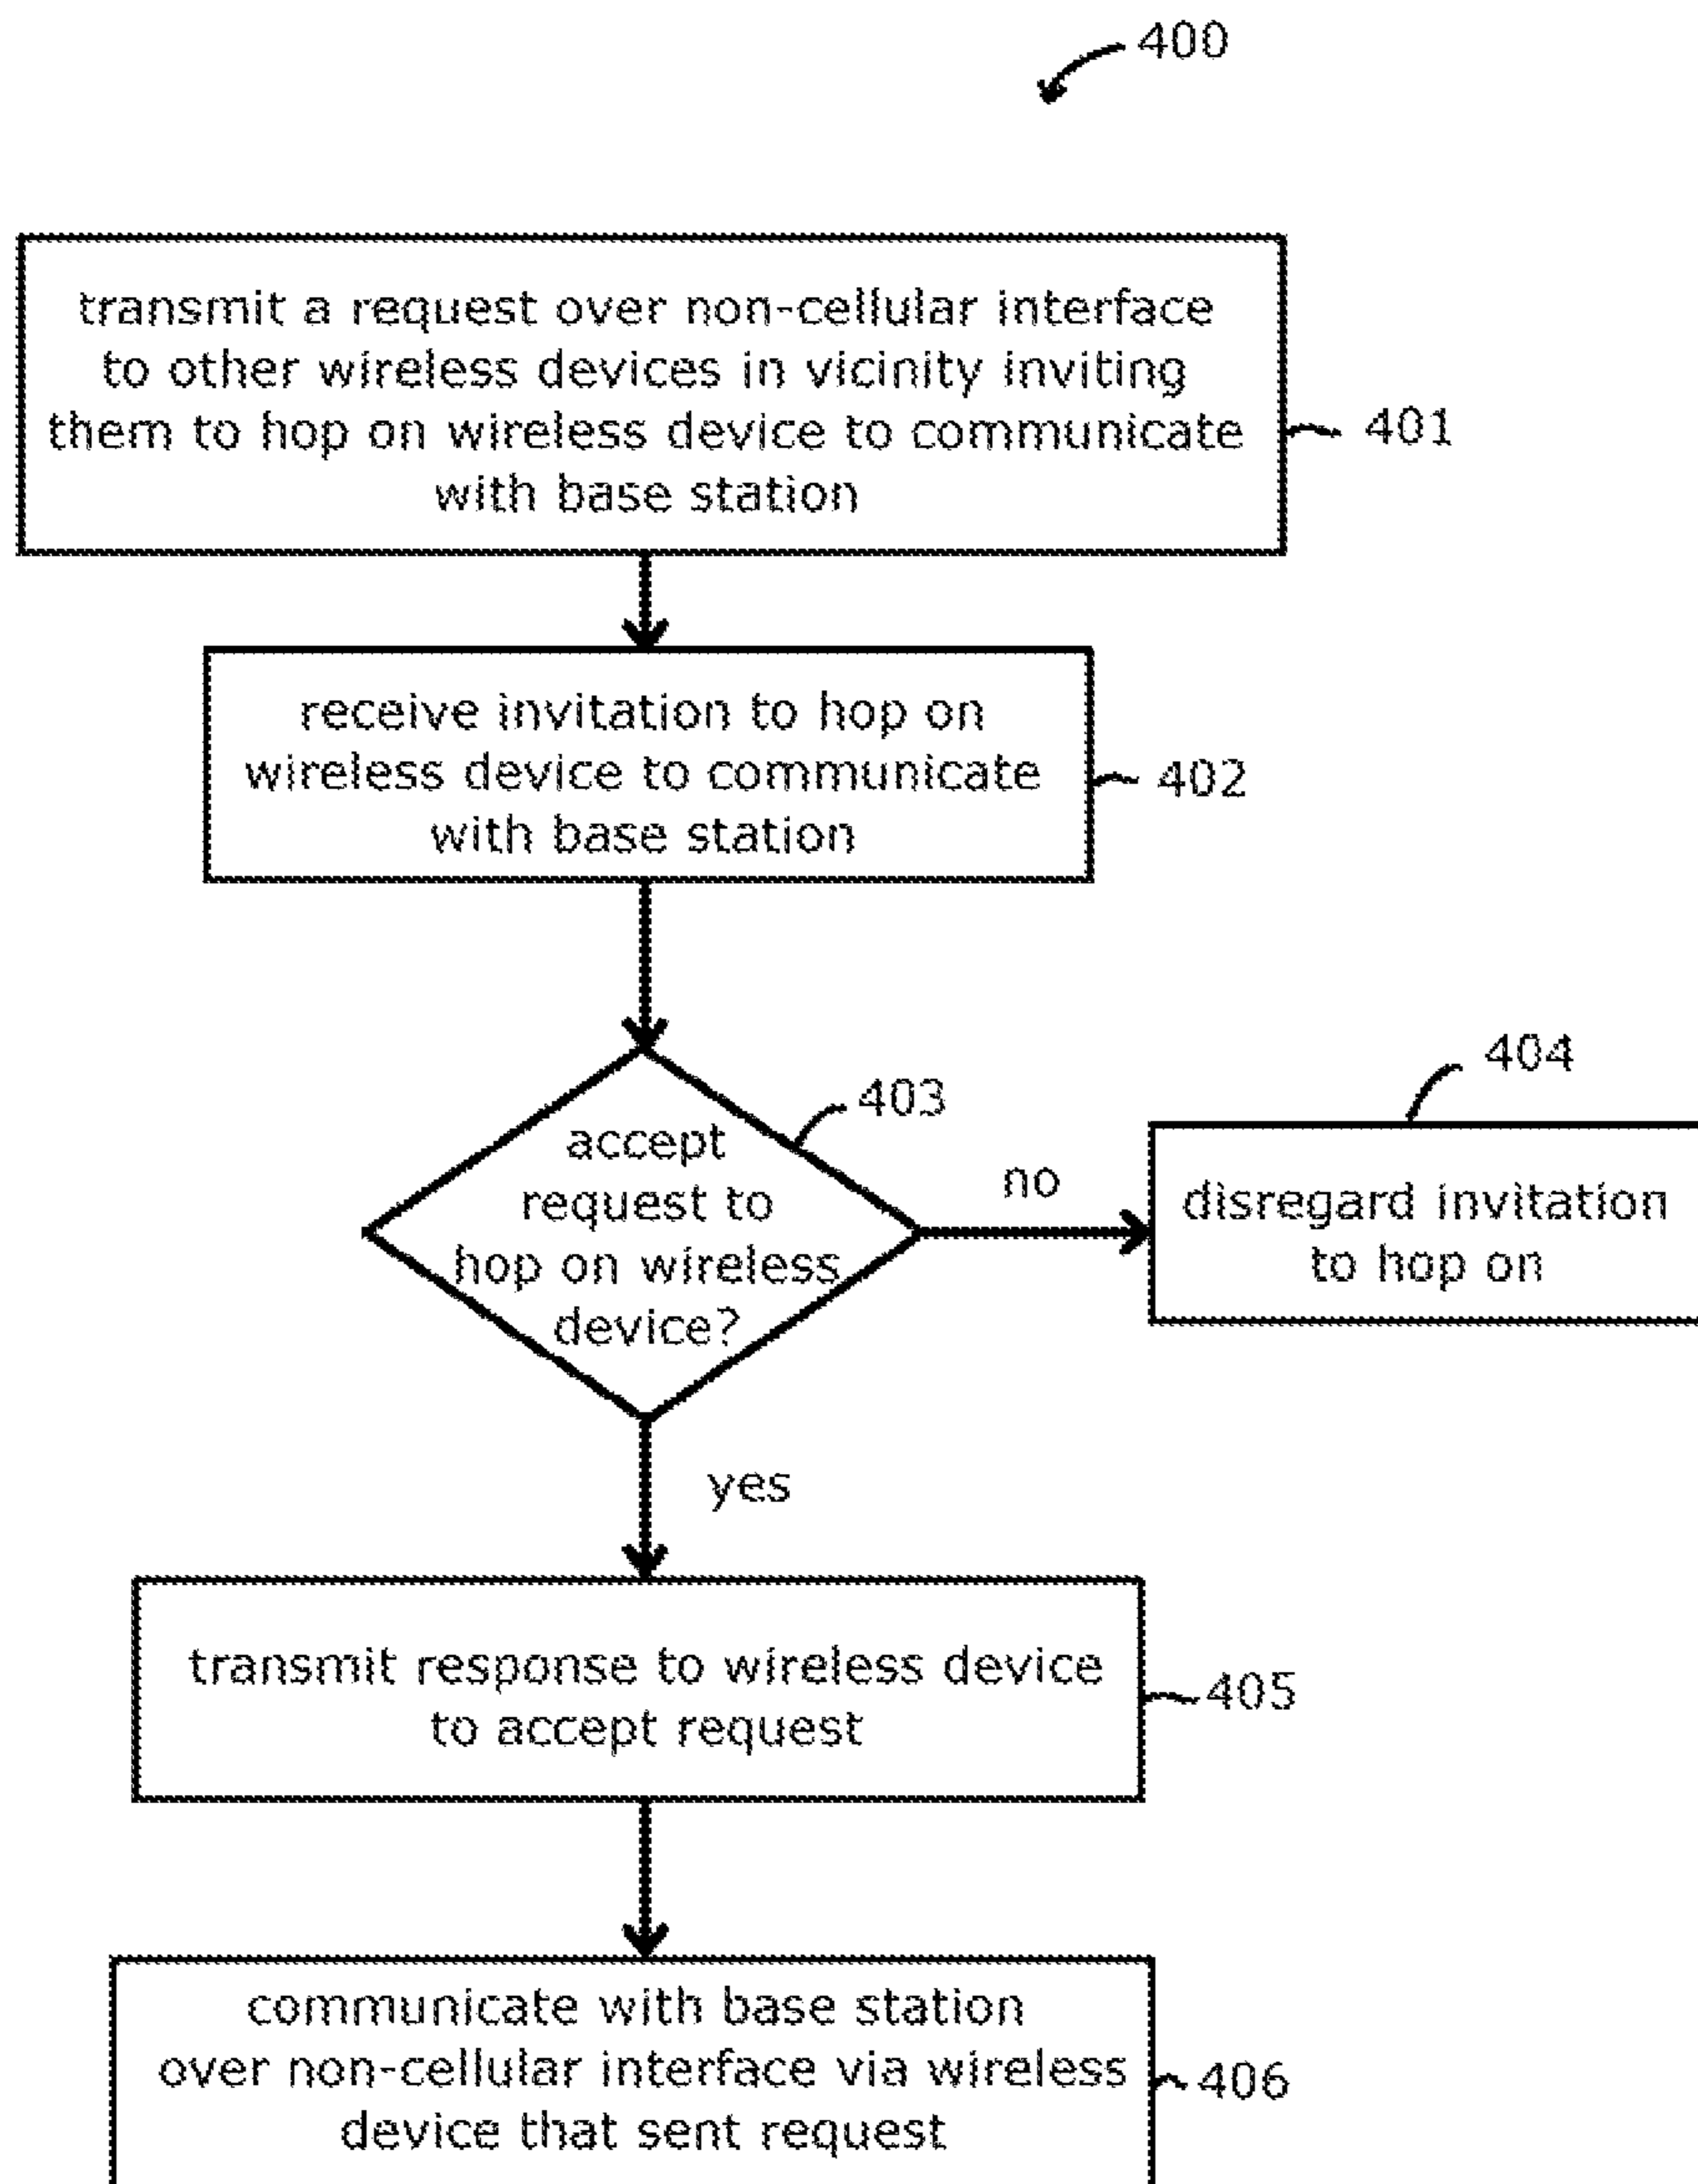 400
transmit a request over non-cellular interface
to other wireless devices in vicinity inviting
them to hop on wireless device to communicate
with base station
401
receive invitation to hop on
wireless device to communicate
with base station
402
403
accept
request to
hop on wireless
device?
no
404
disregard invitation
to hop on
yes
transmit response to wireless device
to accept request
405
communicate with base station
over non-cellular interface via wireless
device that sent request
406